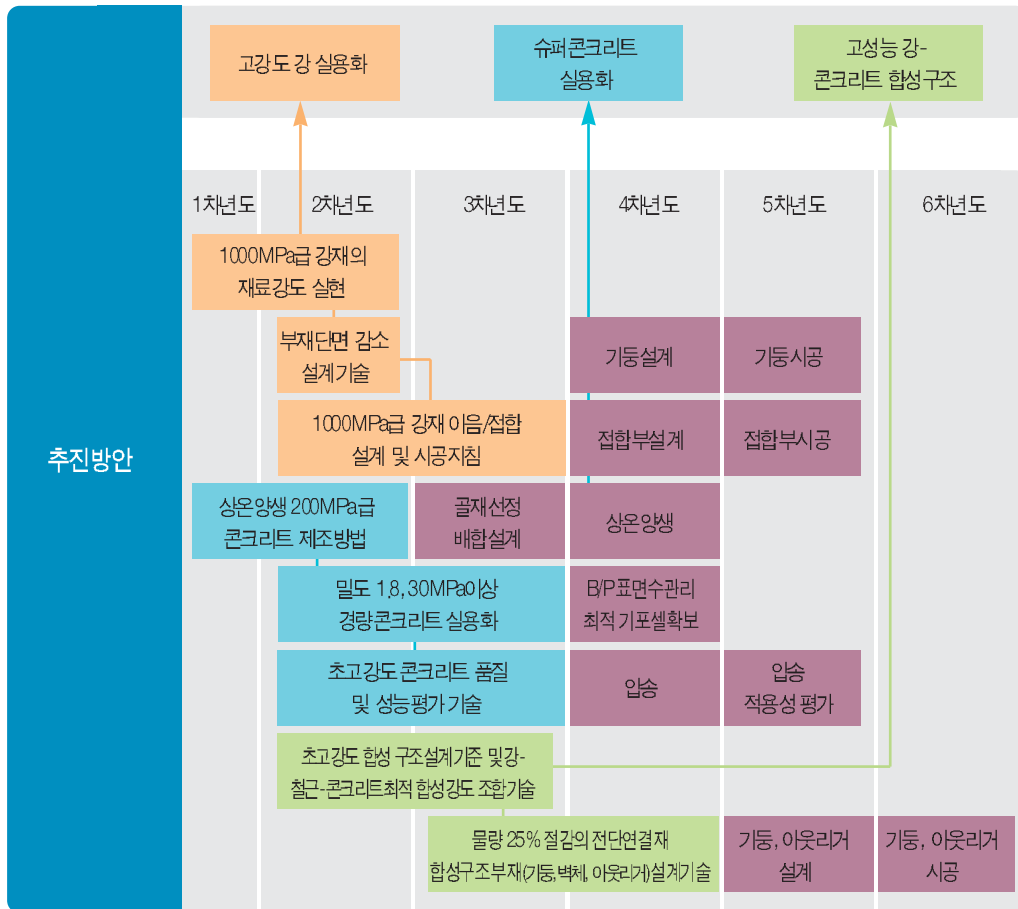 추진방안
고강도 강 실용화
슈퍼콘크리트
실용화
고성능 강-
콘크리트 합성구조
1차년도
2차년도
3차년도
4차년도
5차년도
6차년도
1000MPa급 강재의
재료강도 실현
부재단면 감소
설계기술
기둥설계
기둥시공
1000MPa급 강재 이음/접합
설계 및 시공지침
접합부설계
접합부시공
상온양생 200MPa급
콘크리트 제조방법
골재선정
배합설계
상온양생
밀도 1.8, 30MPa이상
경량콘크리트 실용화
B/P표면수관리
최적기포셀확보
초고강도 콘크리트 품질
및 성능평가 기술
압송
압송
적용성 평가
초고강도 합성 구조설계기준 및 강-
철근-콘크리트최적 합성강도 조합기술
물량 25% 절감의 전단연결재
합성구조부재(기둥,벽체, 아웃리거)설계기술
기둥, 아웃리거
설계
기둥, 아웃리거
시공